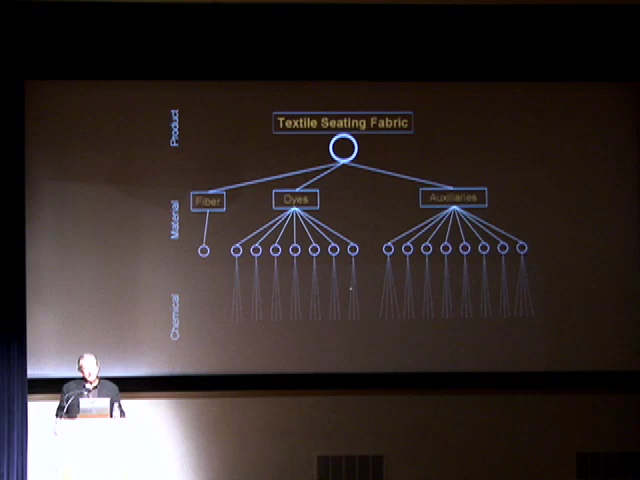 Textile Seating Fabric
Product
Fiber
Dyes
Auxiliaries
Material
Chemical